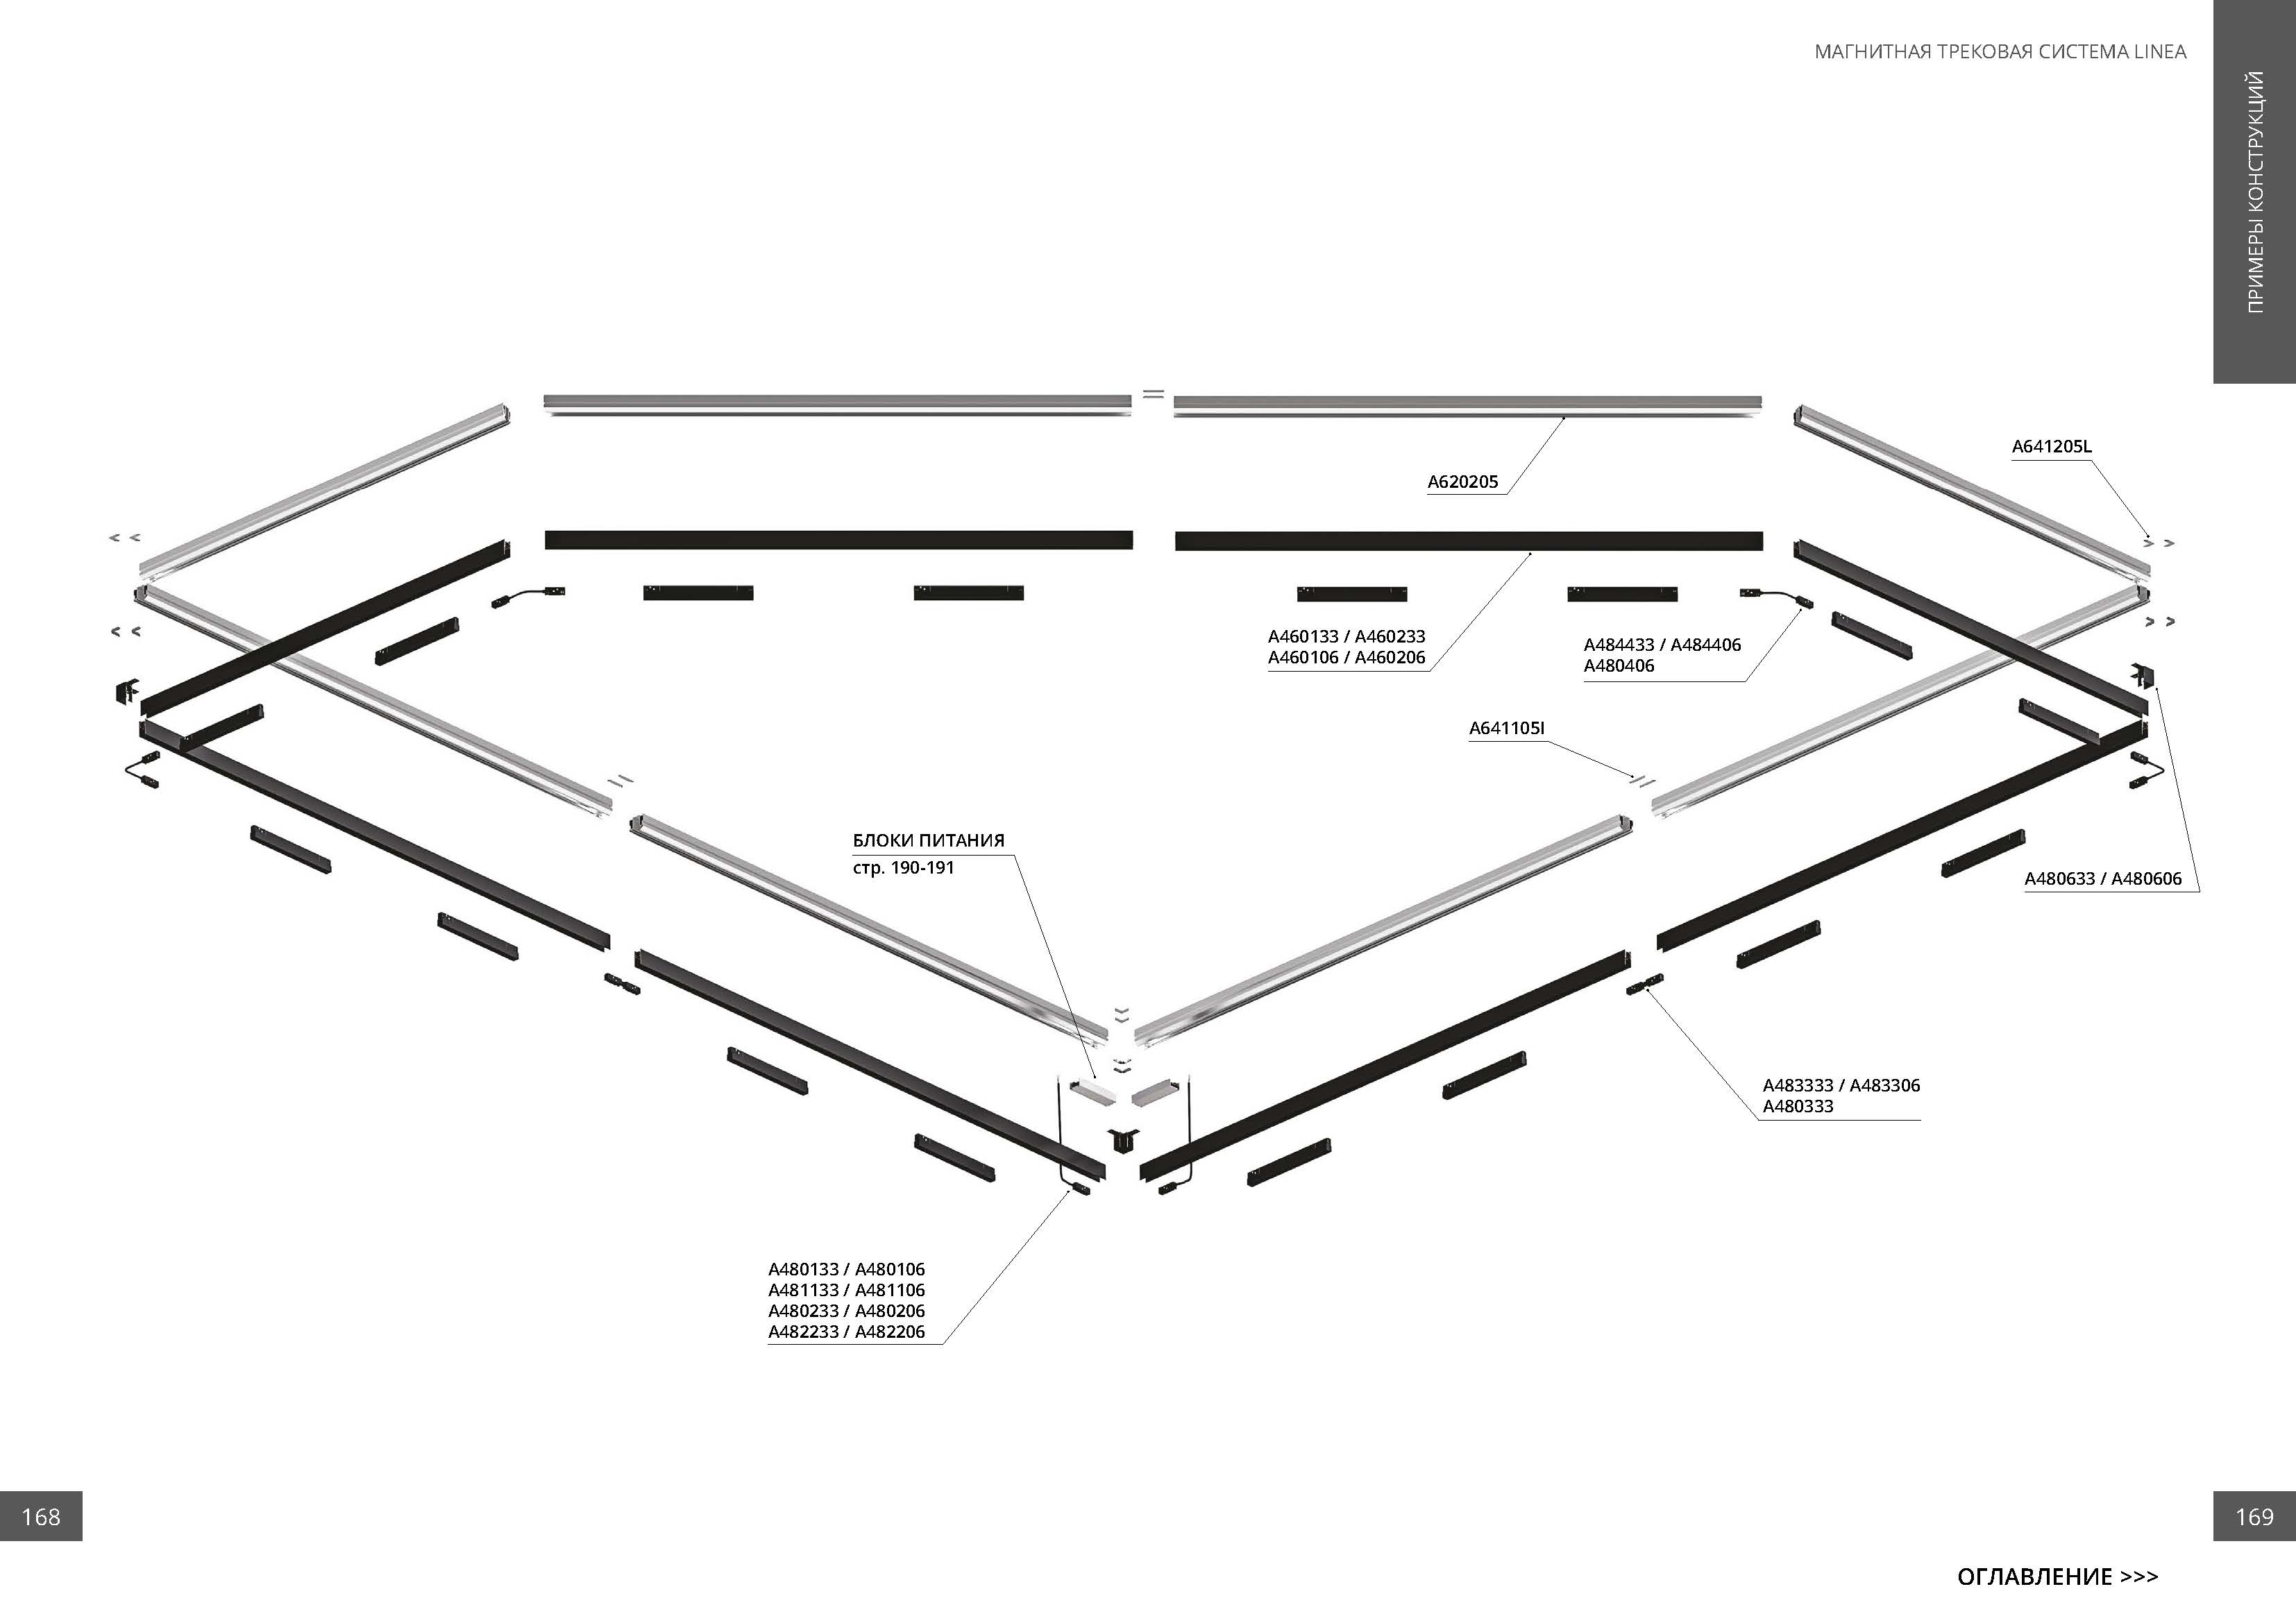 МАГНИТНАЯ ТРЕКОВАЯ СИСТЕМА LINEA
ПРИМЕРЫ КОНСТРУКЦИЙ
A641205L
A620205
A460133 / A460233
A460106 / A460206
A484433 / A484406
A480406
A641105I
БЛОКИ ПИТАНИЯ
стр. 190-191
A480633 / A480606
A483333 / A483306
A480333
A480133 / A480106
A481133 / A481106
A480233 / A480206
A482233 / A482206
168
169
ОГЛАВЛЕНИЕ >>>